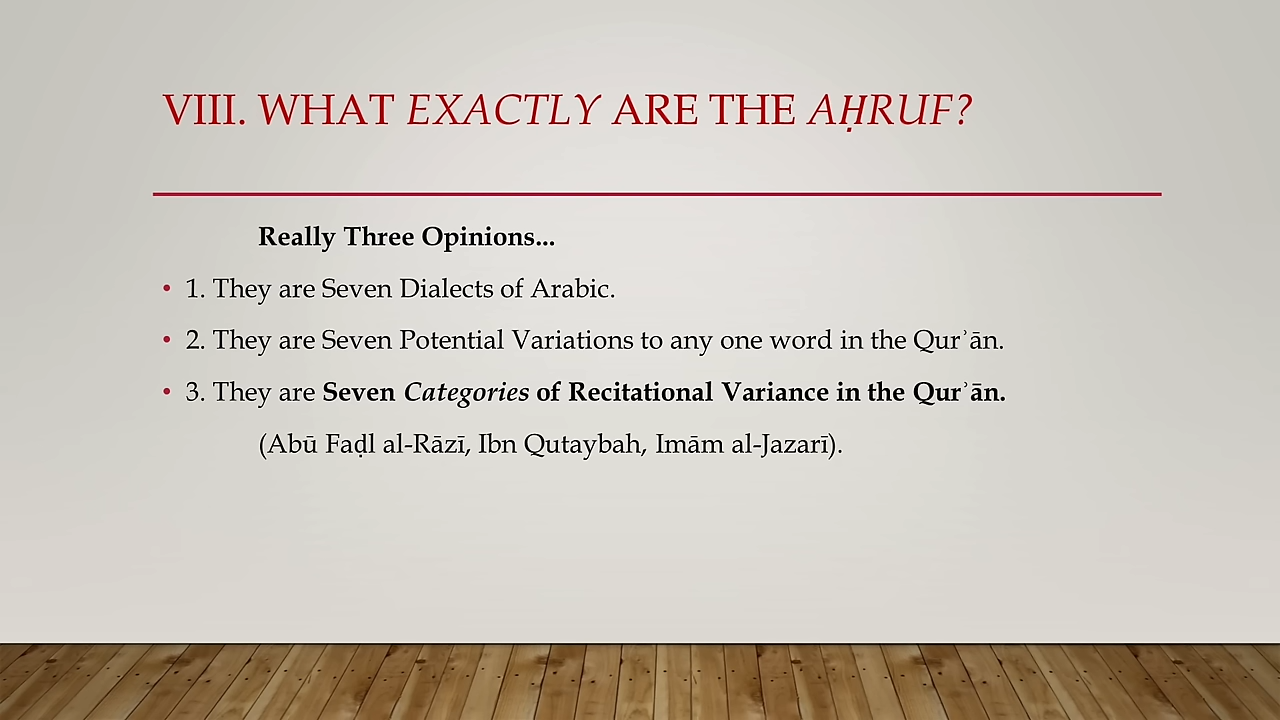 VIII. WHAT EXACTLY ARE THE AḤRUF?
Really Three Opinions...
• 1. They are Seven Dialects of Arabic.
• 2. They are Seven Potential Variations to any one word in the Qurʾān.
• 3. They are Seven Categories of Recitational Variance in the Qurʾān.
(Abū Faḍl al-Rāzī, Ibn Qutaybah, Imām al-Jazarī).